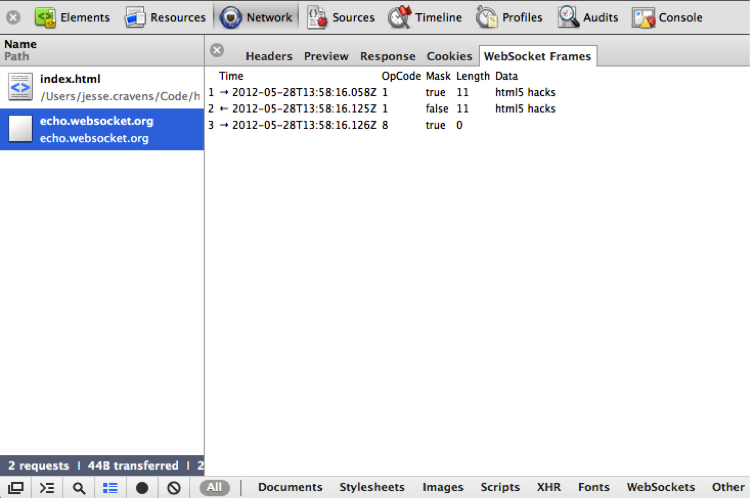 Elements Resources Network Sources Timeline Profiles Audits Console
Name
Path
Headers Preview Response Cookies WebSocket Frames
index.html
/Users/jesse.cravens/Code/h
echo.websocket.org
echo.websocket.org
Time OpCode Mask Length Data
1 → 2012-05-28T13:58:16.058Z 1 true 11 html5 hacks
2 ← 2012-05-28T13:58:16.125Z 1 false 11 html5 hacks
3 → 2012-05-28T13:58:16.126Z 8 true 0
2 requests | 44B transferred | 2
All Documents Stylesheets Images Scripts XHR Fonts WebSockets Other